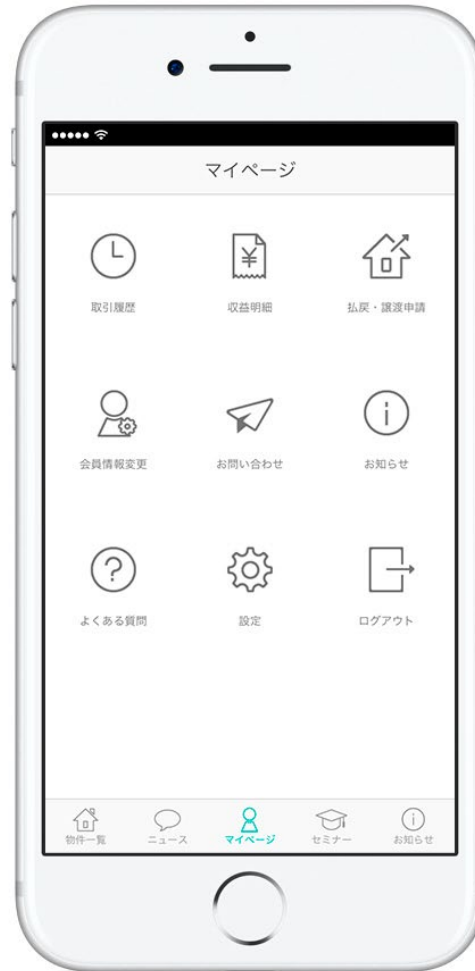 マイページ
取引履歴
収益明細
払戻・譲渡申請
会員情報変更
お問い合わせ
お知らせ
よくある質問
設定
ログアウト
物件一覧
ニュース
マイページ
セミナー
お知らせ